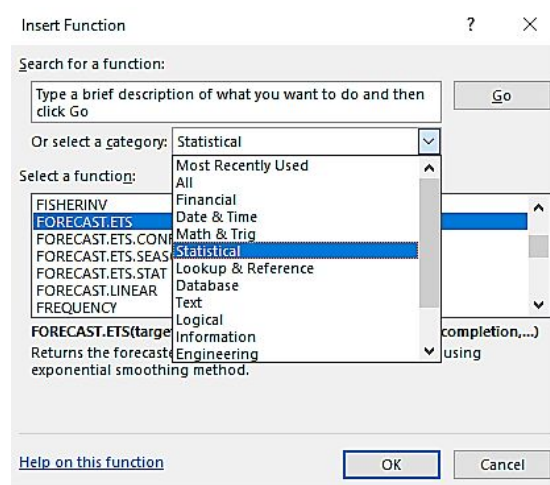 Insert Function ? ×
Search for a function:
Type a brief description of what you want to do and then
click Go
Go
Or select a category: Statistical
Most Recently Used
All
Financial
Date & Time
Math & Trig
Statistical
Lookup & Reference
Database
Text
Logical
Information
Engineering
Select a function:
FISHERINV
FORECAST.ETS
FORECAST.ETS.CONF
FORECAST.ETS.SEAS
FORECAST.ETS.STAT
FORECAST.LINEAR
FREQUENCY
FORECAST.ETS(targe completion,...)
Returns the forecaste using
exponential smoothing method.
Help on this function
OK Cancel